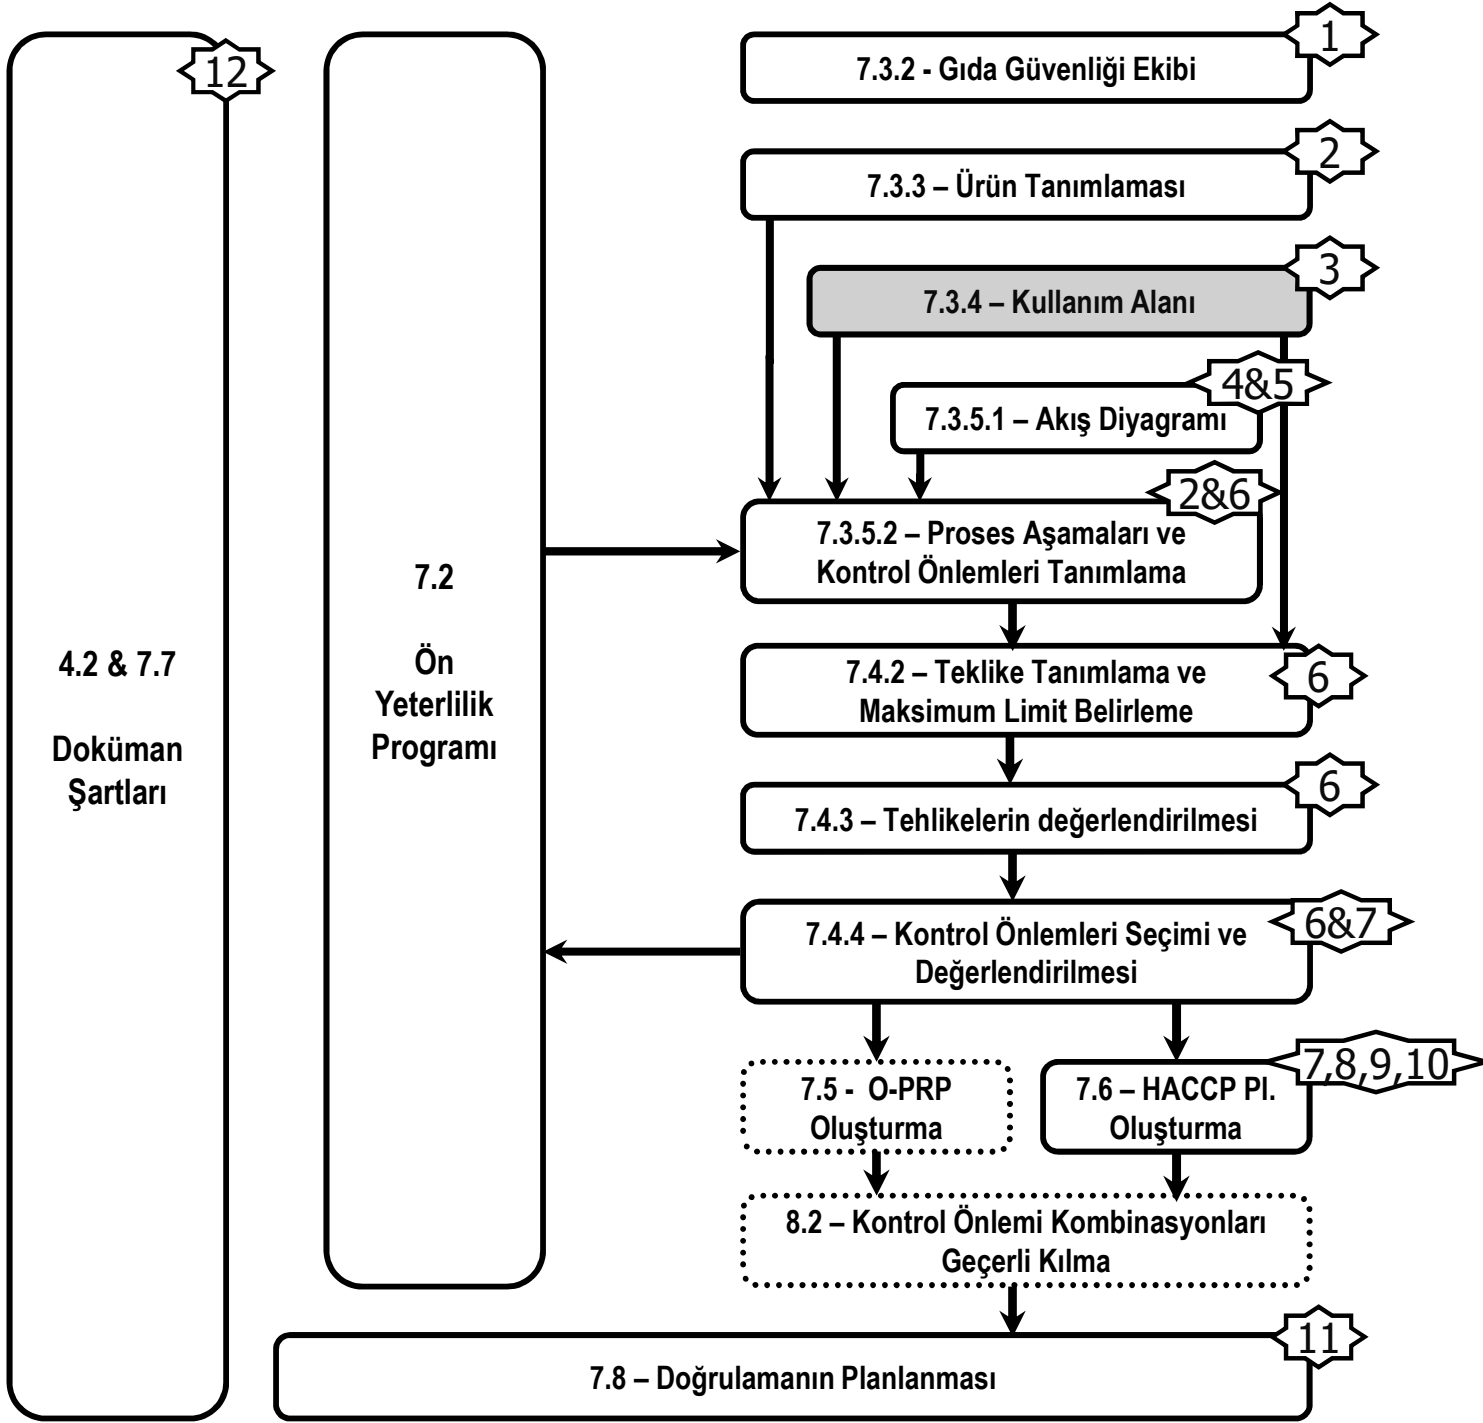 12
4.2 & 7.7
Doküman
Şartları
7.2
Ön
Yeterlilik
Programı
1
7.3.2 - Gıda Güvenliği Ekibi
2
7.3.3 – Ürün Tanımlaması
3
7.3.4 – Kullanım Alanı
4&5
7.3.5.1 – Akış Diyagramı
2&6
7.3.5.2 – Proses Aşamaları ve
Kontrol Önlemleri Tanımlama
7.4.2 – Teklike Tanımlama ve
Maksimum Limit Belirleme
6
7.4.3 – Tehlikelerin değerlendirilmesi
6
7.4.4 – Kontrol Önlemleri Seçimi ve
Değerlendirilmesi
6&7
7.5 - O-PRP
Oluşturma
7.6 – HACCP Pl.
Oluşturma
7,8,9,10
8.2 – Kontrol Önlemi Kombinasyonları
Geçerli Kılma
11
7.8 – Doğrulamanın Planlanması